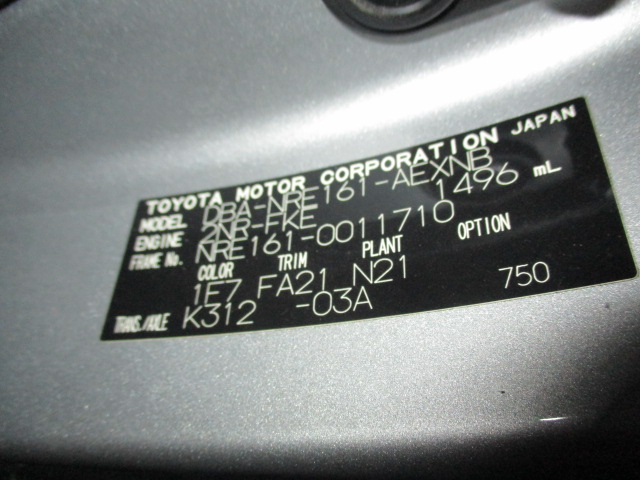 TOYOTA MOTOR CORPORATION JAPAN
MODEL DBA-NRE161-AEXNB
ENGINE 2NR-FKE 1496 mL
FRAME No. NRE161-0011710
COLOR TRIM PLANT OPTION
1E7 FA21 N21
TRANS./AXLE K312 -03A 750